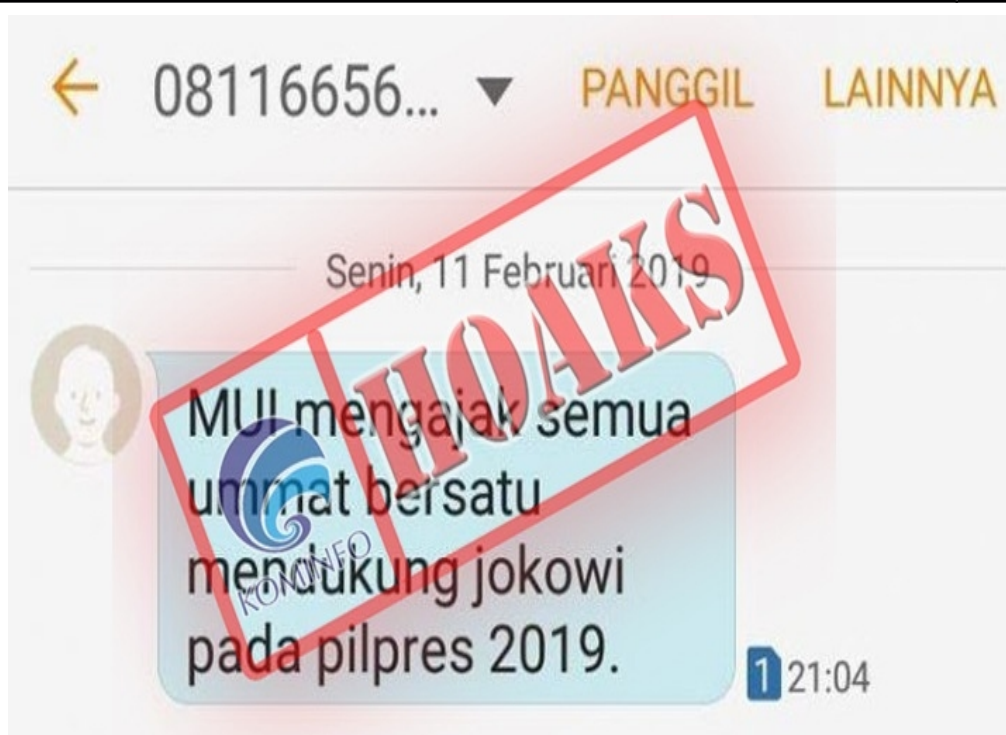 08116656... PANGGIL LAINNYA
Senin, 11 Februari 2019
HOAKS
MUI mengajak semua
ummat bersatu
mendukung jokowi
pada pilpres 2019.
KOMINFO
1 21:04